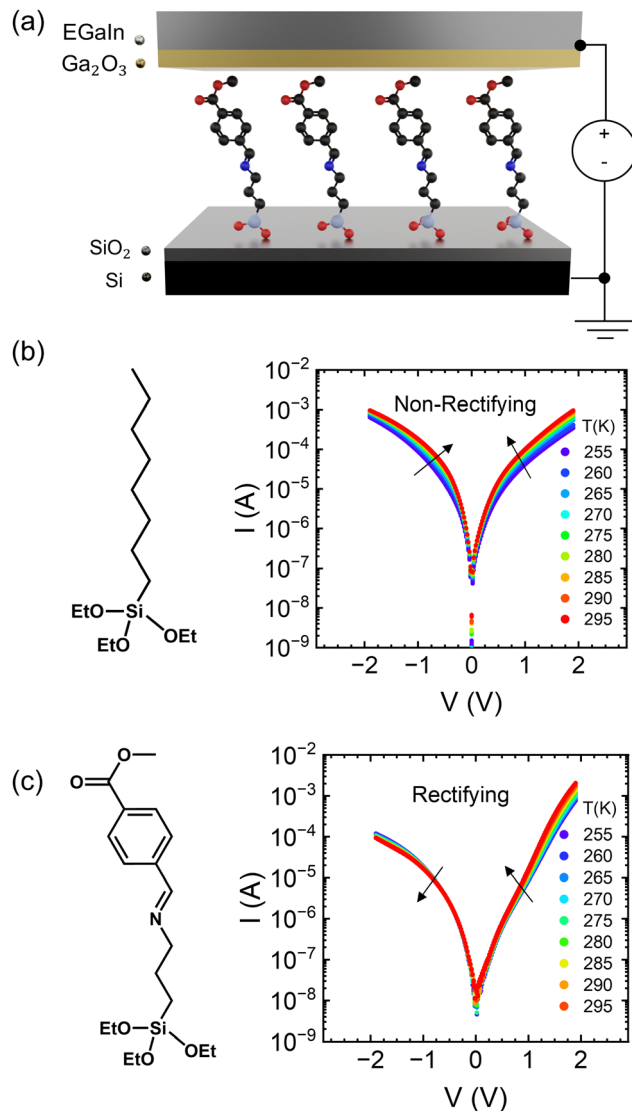 (a)
EGaIn
Ga₂O₃
+
-
SiO₂
Si
(b)
EtO
Si
EtO
OEt
I (A)
10⁻²
10⁻³
10⁻⁴
10⁻⁵
10⁻⁶
10⁻⁷
10⁻⁸
10⁻⁹
Non-Rectifying
T(K)
255
260
265
270
275
280
285
290
295
−2 −1 0 1 2
V (V)
(c)
O
O
N
EtO
Si
EtO
OEt
I (A)
10⁻²
10⁻³
10⁻⁴
10⁻⁵
10⁻⁶
10⁻⁷
10⁻⁸
10⁻⁹
Rectifying
T(K)
255
260
265
270
275
280
285
290
295
−2 −1 0 1 2
V (V)